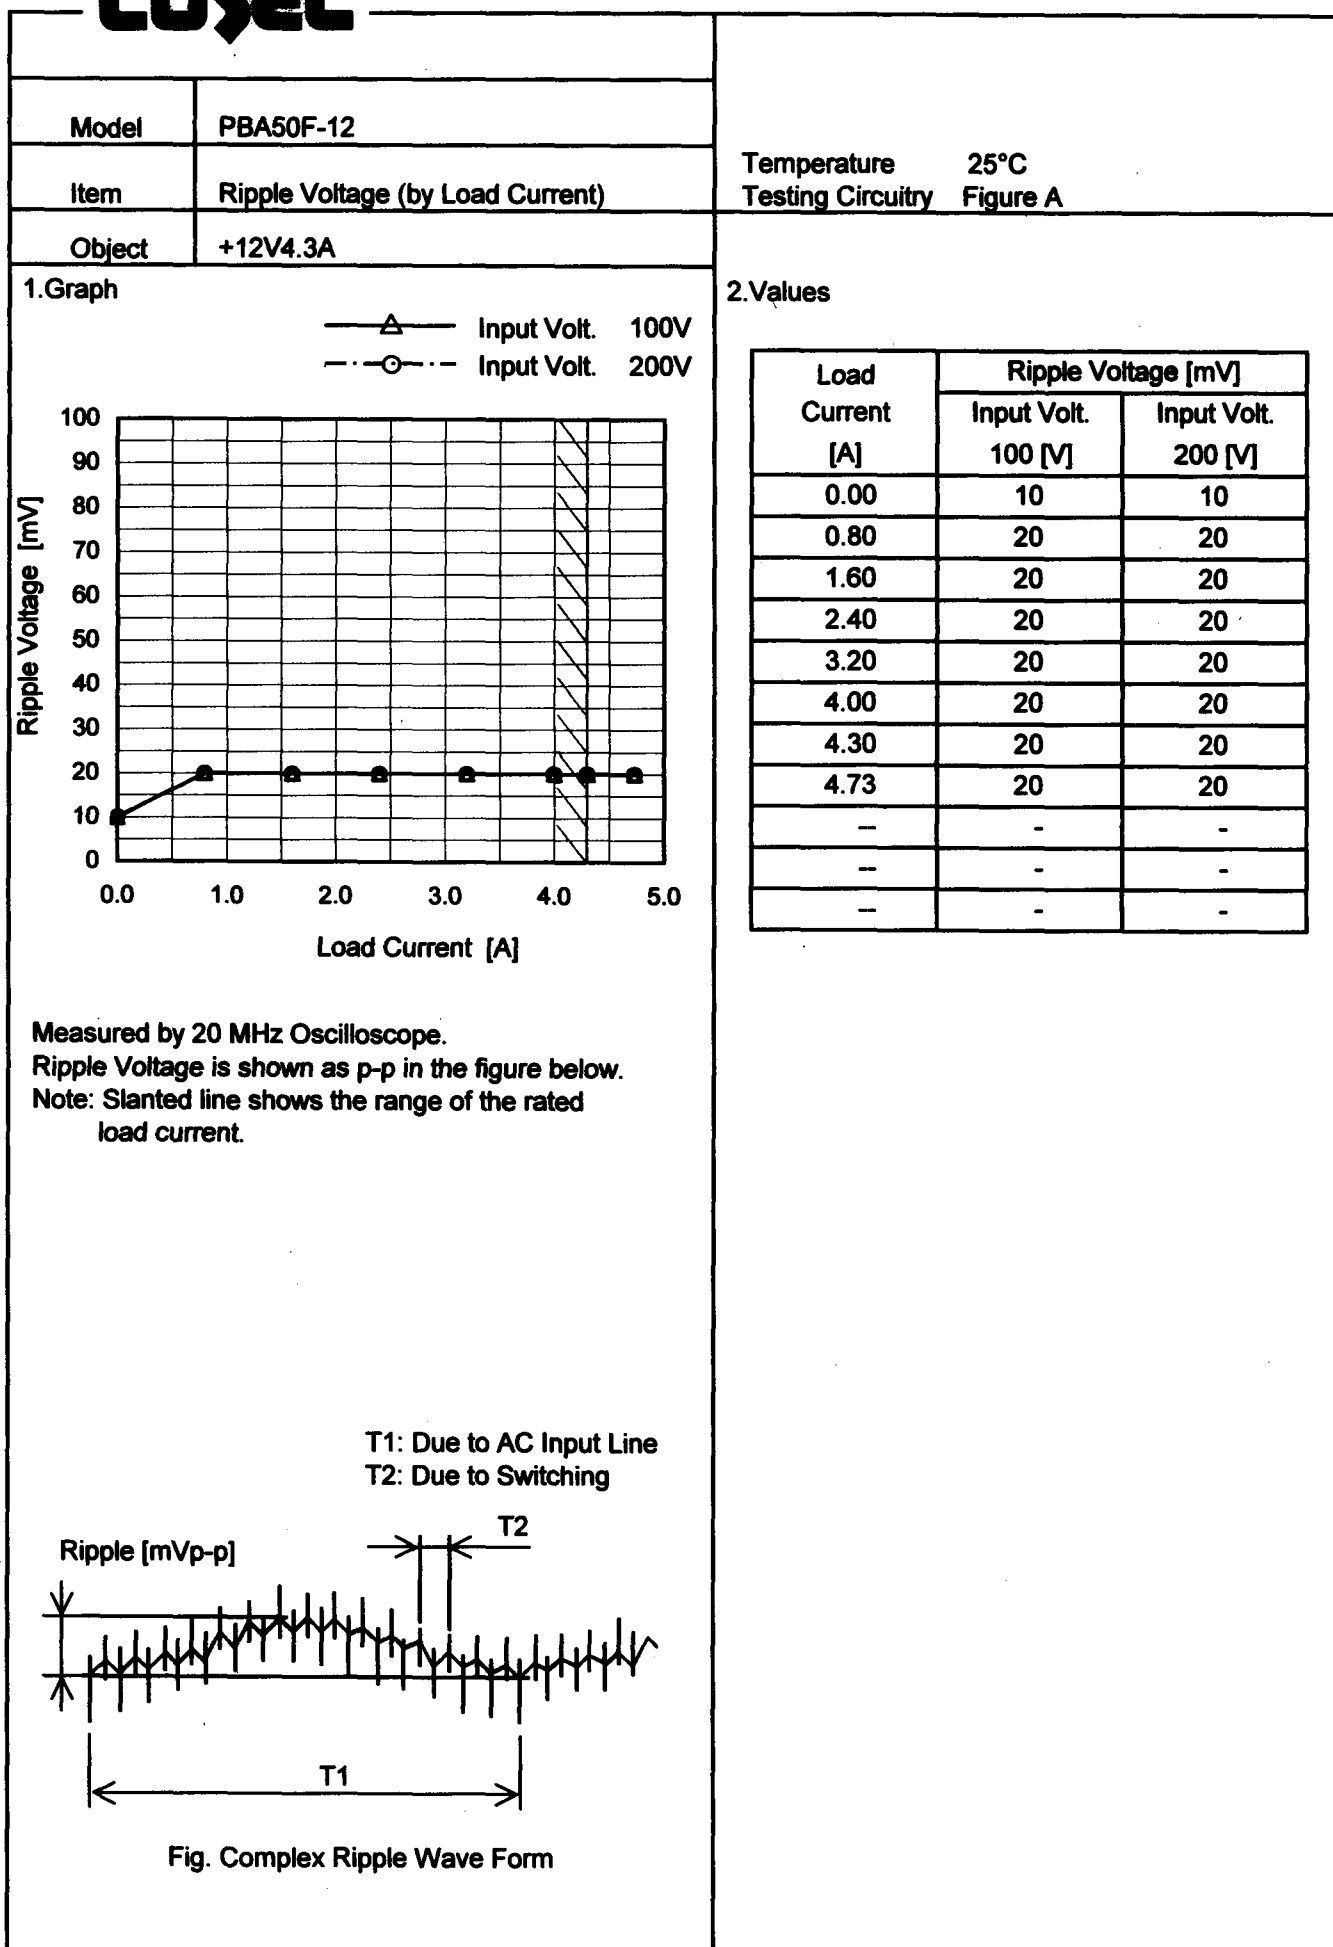 COSEL
Model PBA50F-12
Item Ripple Voltage (by Load Current)
Object +12V4.3A
Temperature 25°C
Testing Circuitry Figure A
1.Graph
Input Volt. 100V
Input Volt. 200V
100
90
80
70
60
50
40
30
20
10
0
Ripple Voltage [mV]
0.0 1.0 2.0 3.0 4.0 5.0
Load Current [A]
Measured by 20 MHz Oscilloscope.
Ripple Voltage is shown as p-p in the figure below.
Note: Slanted line shows the range of the rated
load current.
T1: Due to AC Input Line
T2: Due to Switching
T2
Ripple [mVp-p]
T1
Fig. Complex Ripple Wave Form
2.Values
Load Ripple Voltage [mV]
Current Input Volt. Input Volt.
[A] 100 [V] 200 [V]
0.00 10 10
0.80 20 20
1.60 20 20
2.40 20 20
3.20 20 20
4.00 20 20
4.30 20 20
4.73 20 20
-- - -
-- - -
-- - -